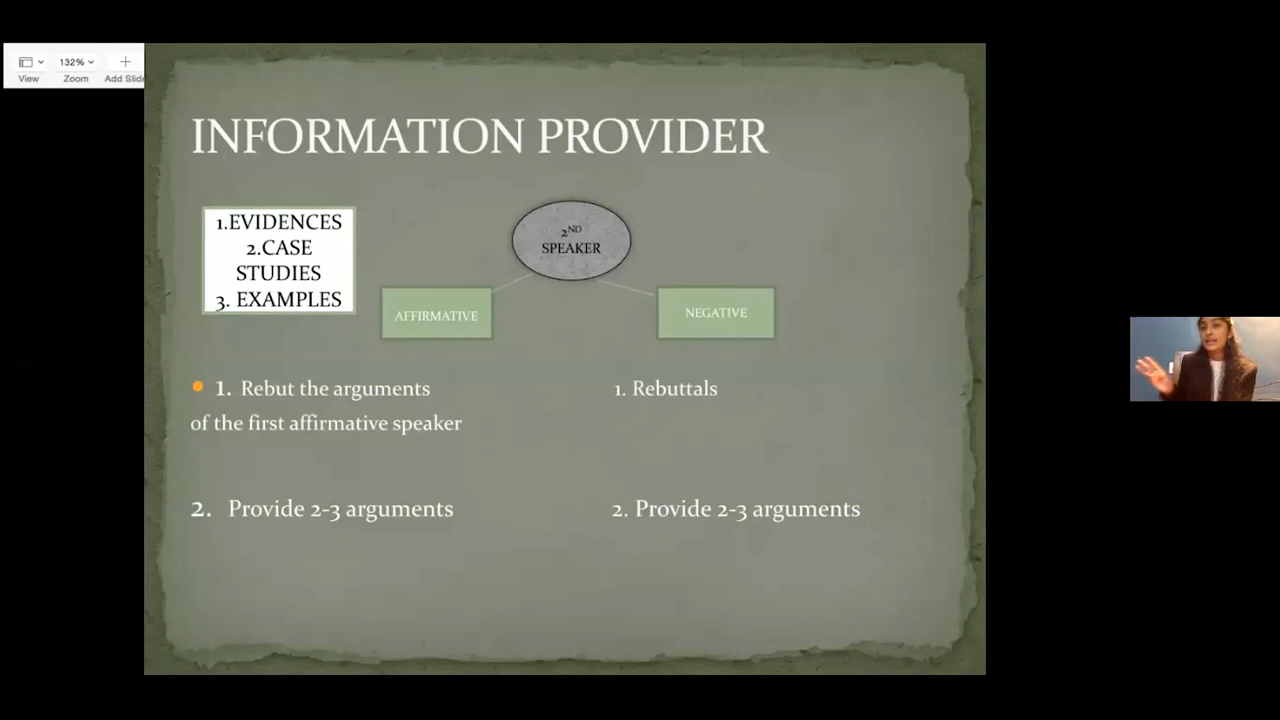 132%
View Zoom Add Slide
INFORMATION PROVIDER
1.EVIDENCES
2.CASE
STUDIES
3. EXAMPLES
2ND
SPEAKER
AFFIRMATIVE
NEGATIVE
1. Rebut the arguments
of the first affirmative speaker
1. Rebuttals
2. Provide 2-3 arguments
2. Provide 2-3 arguments